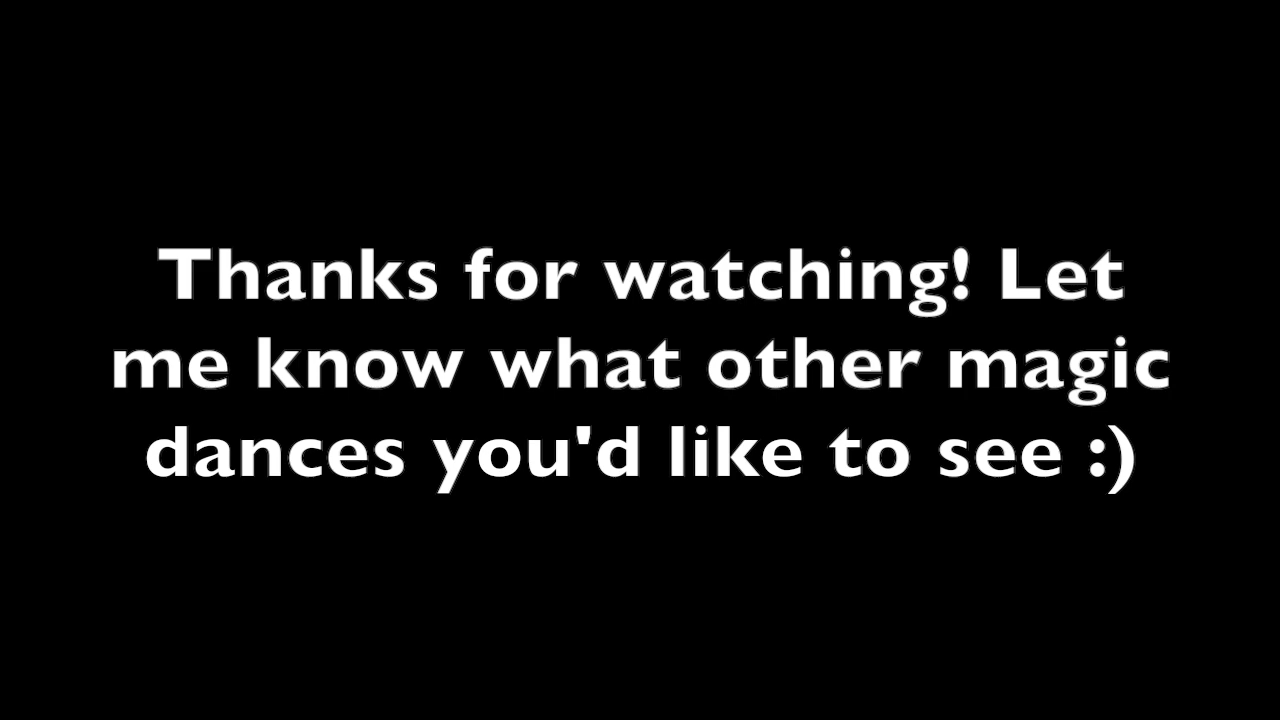 Thanks for watching! Let
me know what other magic
dances you'd like to see :)